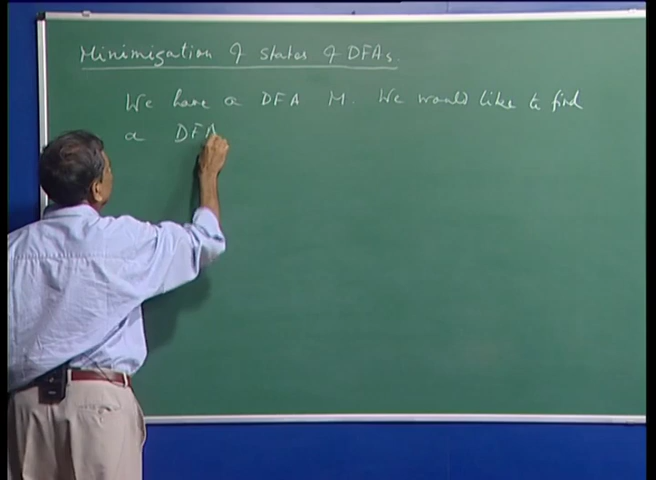 Minimization of states of DFAs.
We have a DFA M. We would like to find
a DFA